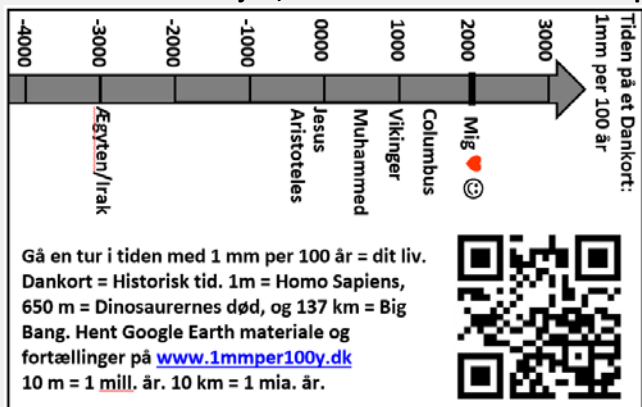 Tiden på et Dankort:
1mm per 100 år
-4000
-3000
-2000
-1000
0000
1000
2000
3000
Ægyten/Irak
Aristoteles
Jesus
Muhammed
Vikinger
Columbus
Mig ♥ ☺
Gå en tur i tiden med 1 mm per 100 år = dit liv.
Dankort = Historisk tid. 1m = Homo Sapiens,
650 m = Dinosaurernes død, og 137 km = Big
Bang. Hent Google Earth materiale og
fortællinger på www.1mmper100y.dk
10 m = 1 mill. år. 10 km = 1 mia. år.